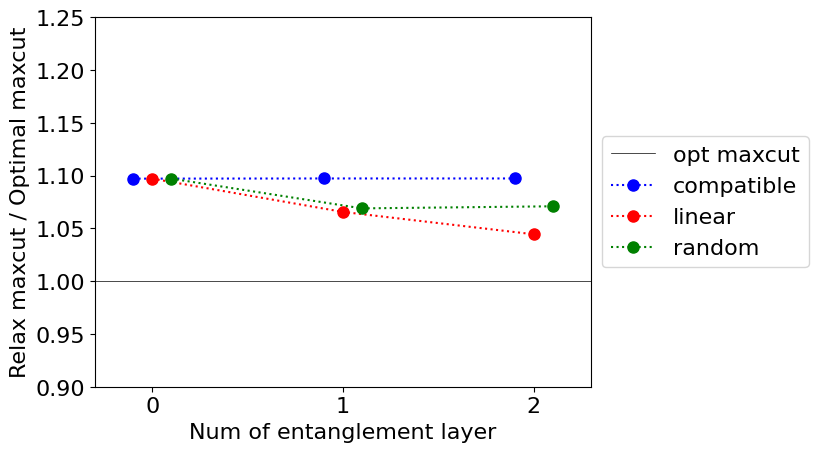 Relax maxcut / Optimal maxcut
1.25
1.20
1.15
1.10
1.05
1.00
0.95
0.90
0 1 2
Num of entanglement layer
opt maxcut
compatible
linear
random